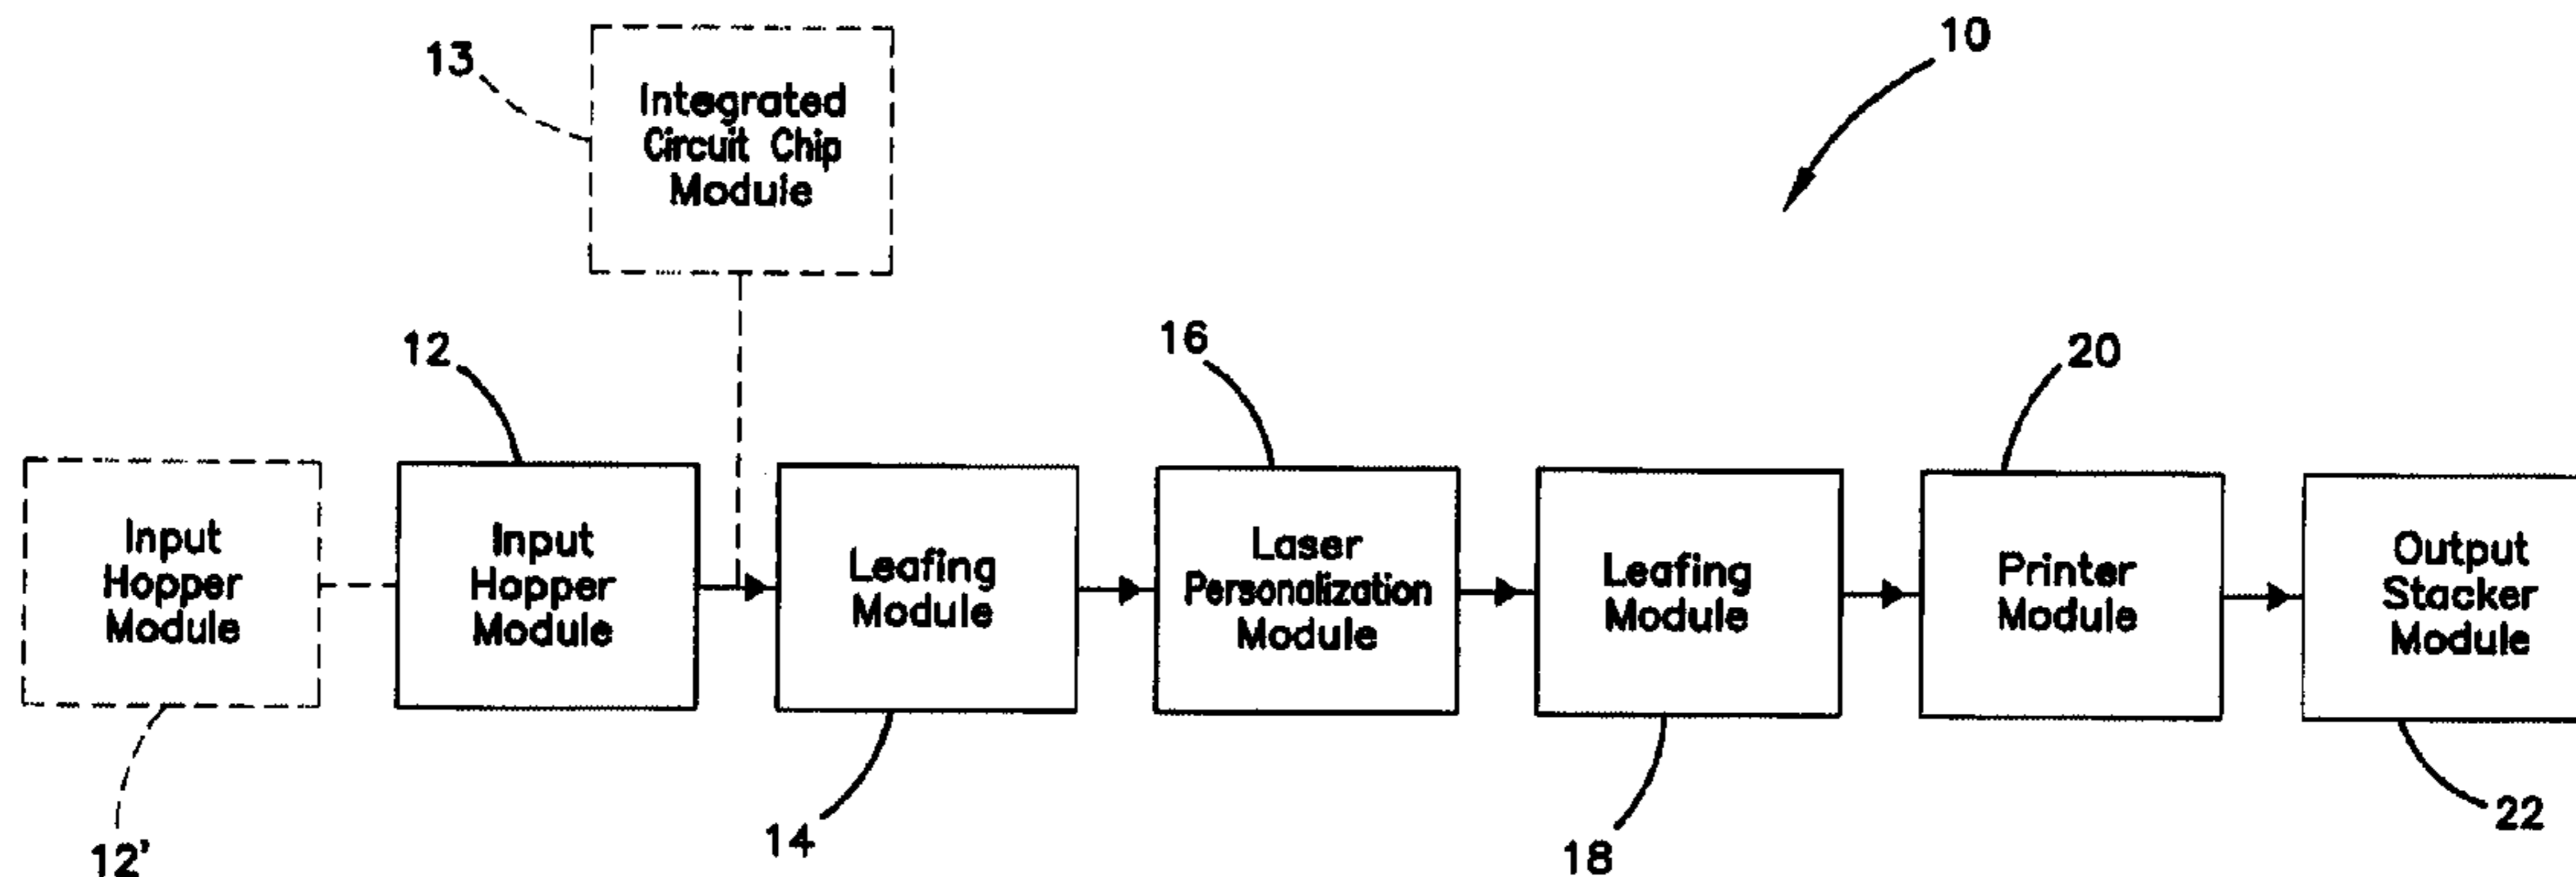 13
Integrated
Circuit Chip
Module
10
12
16
20
Input
Hopper
Module
Input
Hopper
Module
Leafing
Module
Laser
Personalization
Module
Leafing
Module
Printer
Module
Output
Stacker
Module
12'
14
18
22